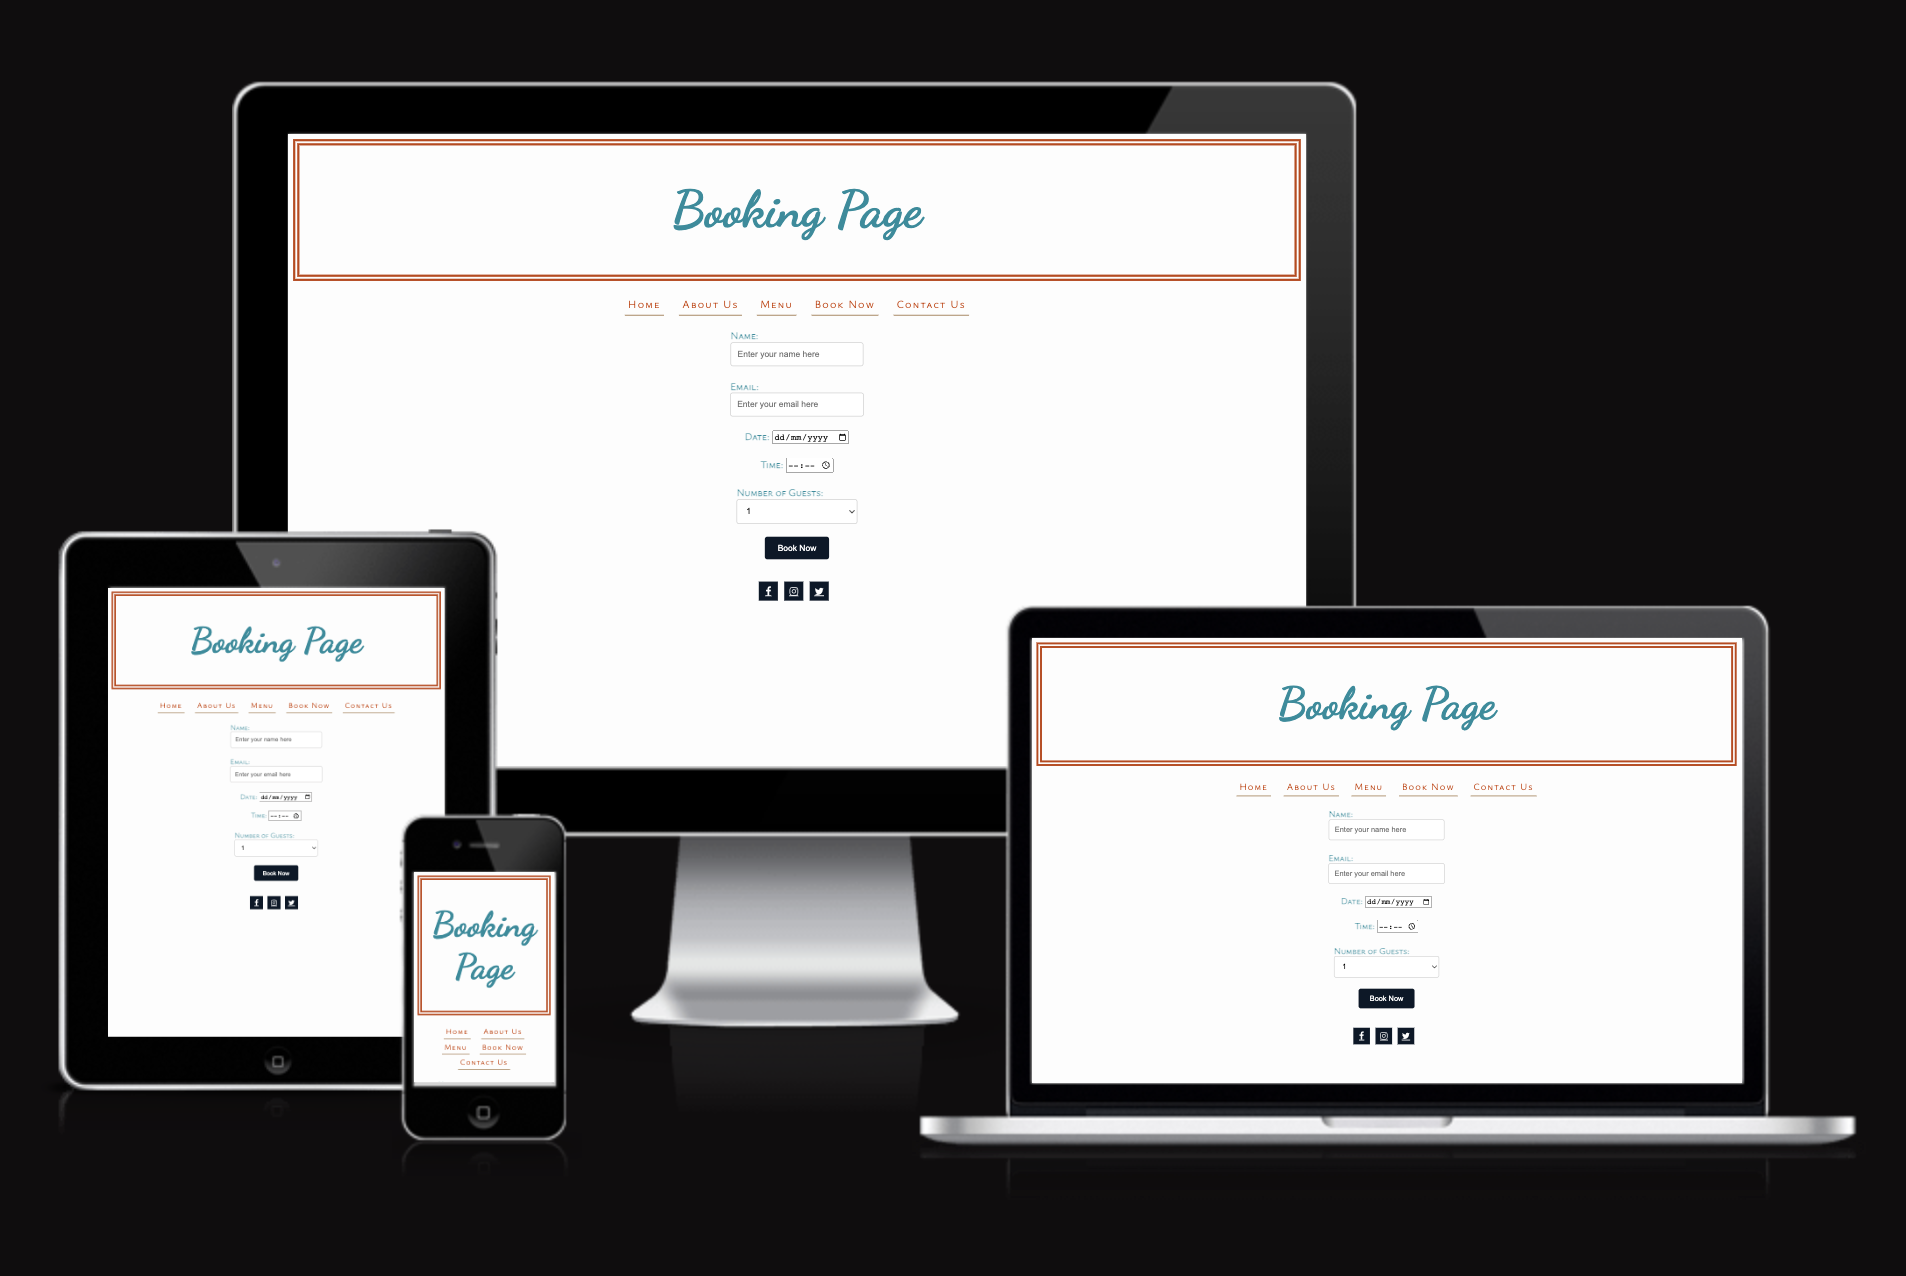 Booking Page
Home About Us Menu Book Now Contact Us
Name:
Enter your name here
Email:
Enter your email here
Date: dd/mm/yyyy
Time: --:--
Number of Guests:
1
Book Now
Booking Page
Home About Us Menu Book Now Contact Us
Name:
Enter your name here
Email:
Enter your email here
Date: dd/mm/yyyy
Time: --:--
Number of Guests:
1
Book Now
Booking
Page
Home About Us
Menu Book Now
Contact Us
Booking Page
Home About Us Menu Book Now Contact Us
Name:
Enter your name here
Email:
Enter your email here
Date: dd/mm/yyyy
Time: --:--
Number of Guests:
1
Book Now